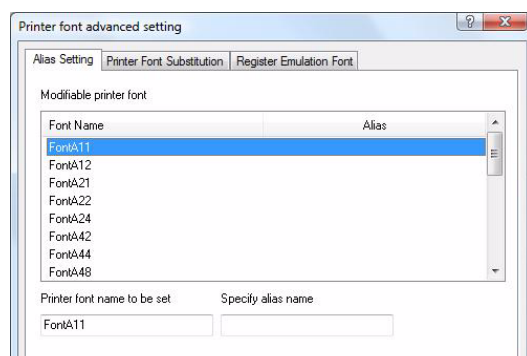 Printer font advanced setting
Alias Setting Printer Font Substitution Register Emulation Font
Modifiable printer font
Font Name Alias
FontA11
FontA12
FontA21
FontA22
FontA24
FontA42
FontA44
FontA48
Printer font name to be set Specify alias name
FontA11